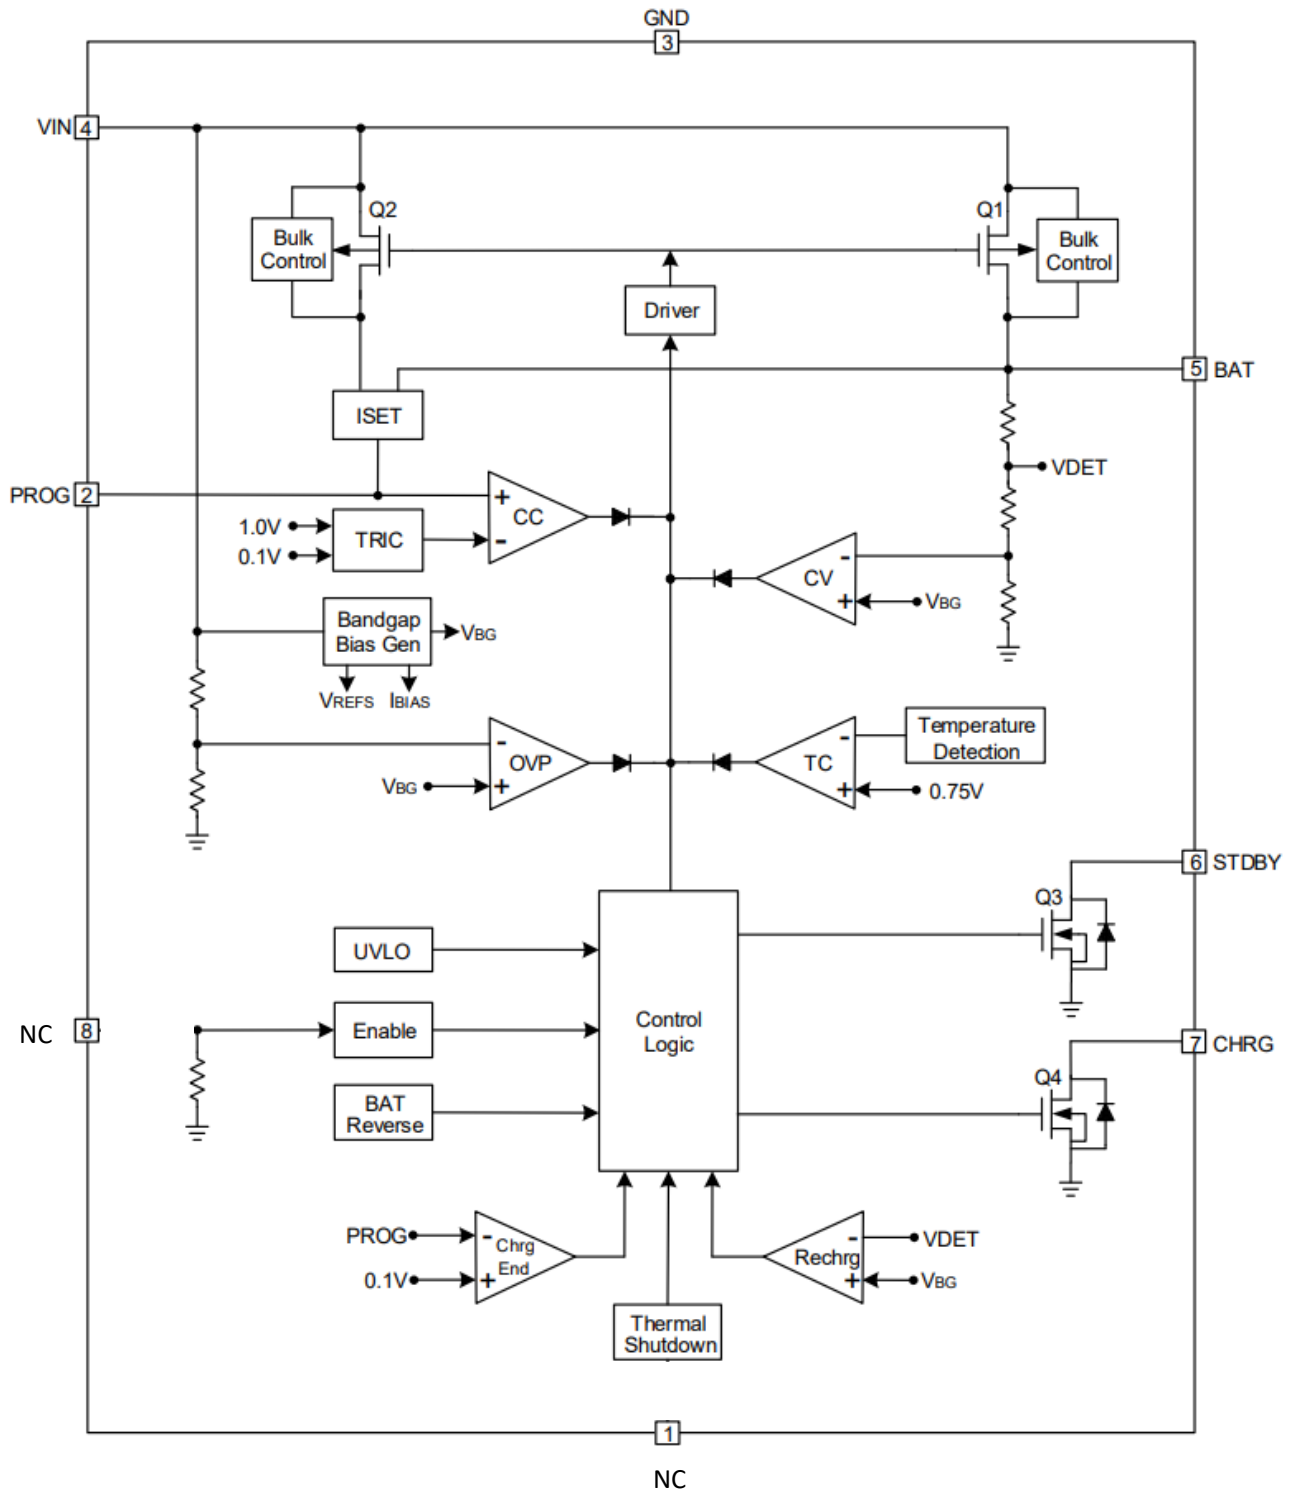 GND
3
VIN 4
Q2
Q1
Bulk
Control
Bulk
Control
Driver
5 BAT
ISET
VDET
PROG 2
+
CC
-
1.0V
0.1V
TRIC
-
CV
+
VBG
Bandgap
Bias Gen
VBG
VREFS IBIAS
-
OVP
+
VBG
-
TC
+
Temperature
Detection
0.75V
6 STDBY
Q3
UVLO
NC 8
Enable
Control
Logic
7 CHRG
Q4
BAT
Reverse
PROG
0.1V
-
Chrg
End
+
-
Rechrg
+
VDET
VBG
Thermal
Shutdown
1
NC